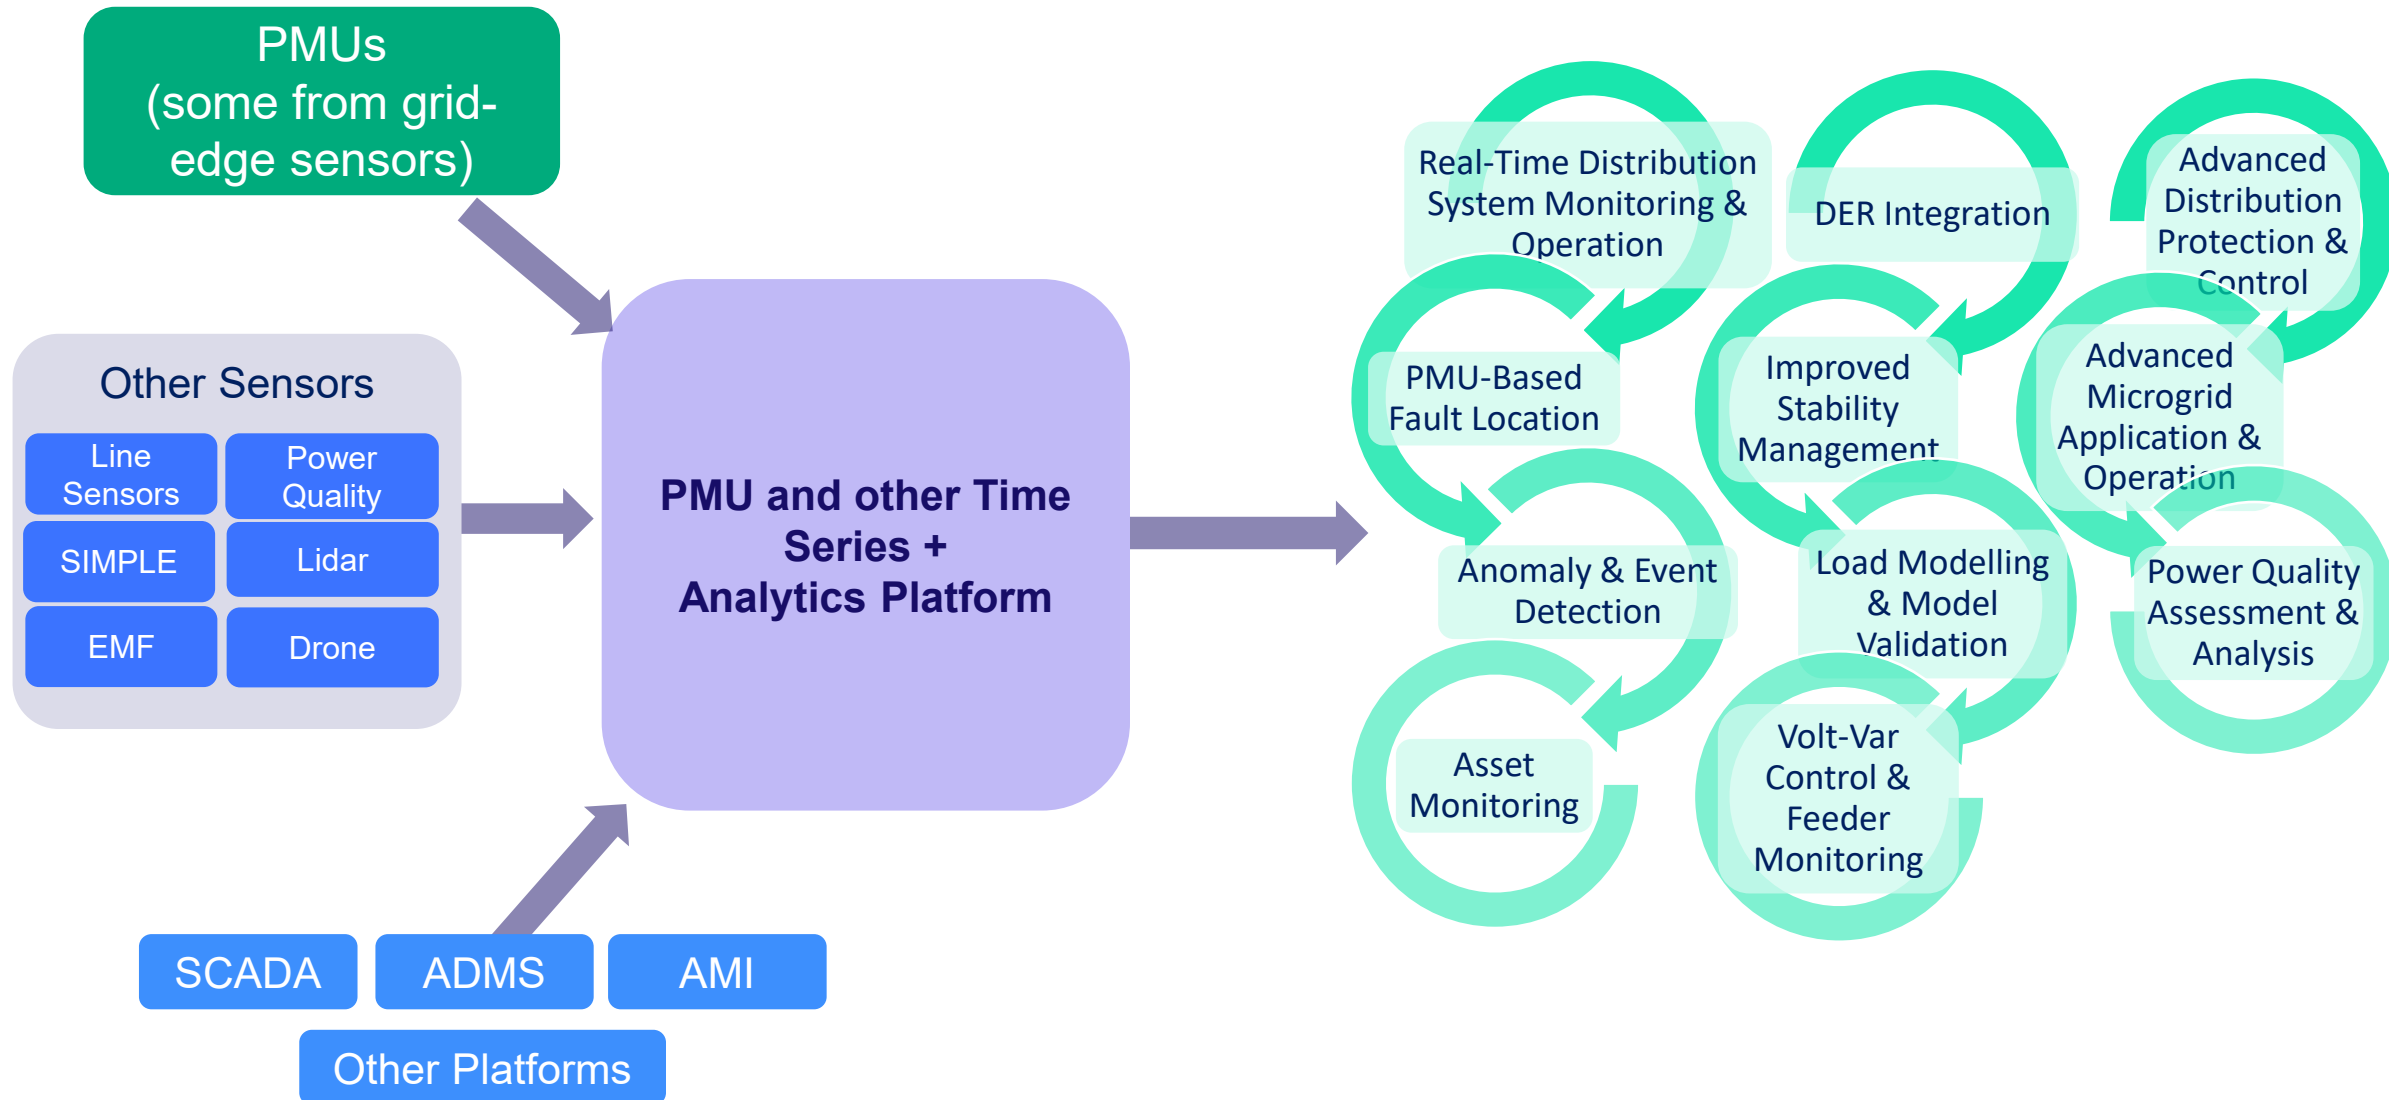 PMUs
(some from grid-
edge sensors)
Other Sensors
Line
Sensors
Power
Quality
SIMPLE
Lidar
EMF
Drone
SCADA
ADMS
AMI
Other Platforms
PMU and other Time
Series +
Analytics Platform
Real-Time Distribution
System Monitoring &
Operation
PMU-Based
Fault Location
Anomaly & Event
Detection
Asset
Monitoring
DER Integration
Improved
Stability
Management
Load Modelling
& Model
Validation
Volt-Var
Control &
Feeder
Monitoring
Advanced
Distribution
Protection &
Control
Advanced
Microgrid
Application &
Operation
Power Quality
Assessment &
Analysis